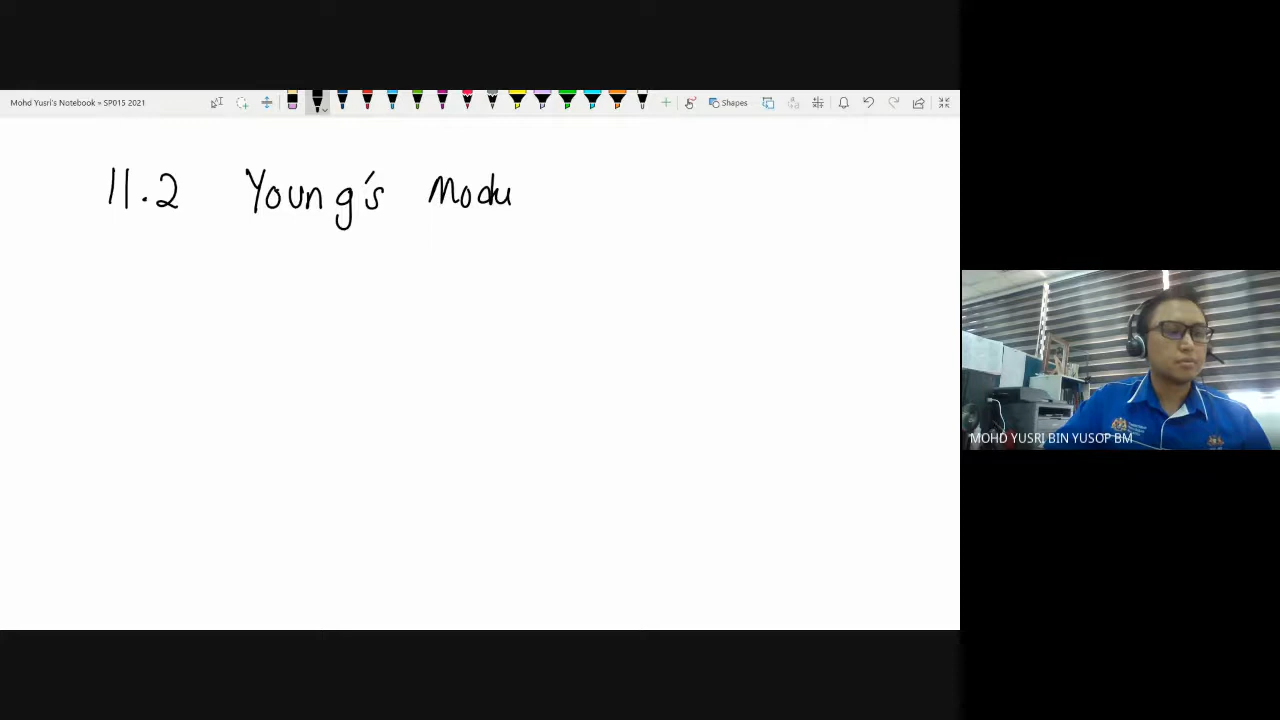 Mohd Yusri's Notebook » SP015 2021
Shapes
11.2 Young's Modu
MOHD YUSRI BIN YUSOP BM